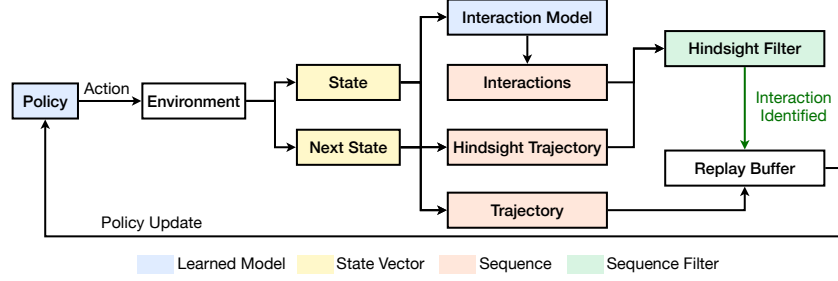 Interaction Model
Hindsight Filter
Action
State
Interactions
Policy
Environment
Interaction
Identified
Next State
Hindsight Trajectory
Replay Buffer
Trajectory
Policy Update
Learned Model
State Vector
Sequence
Sequence Filter